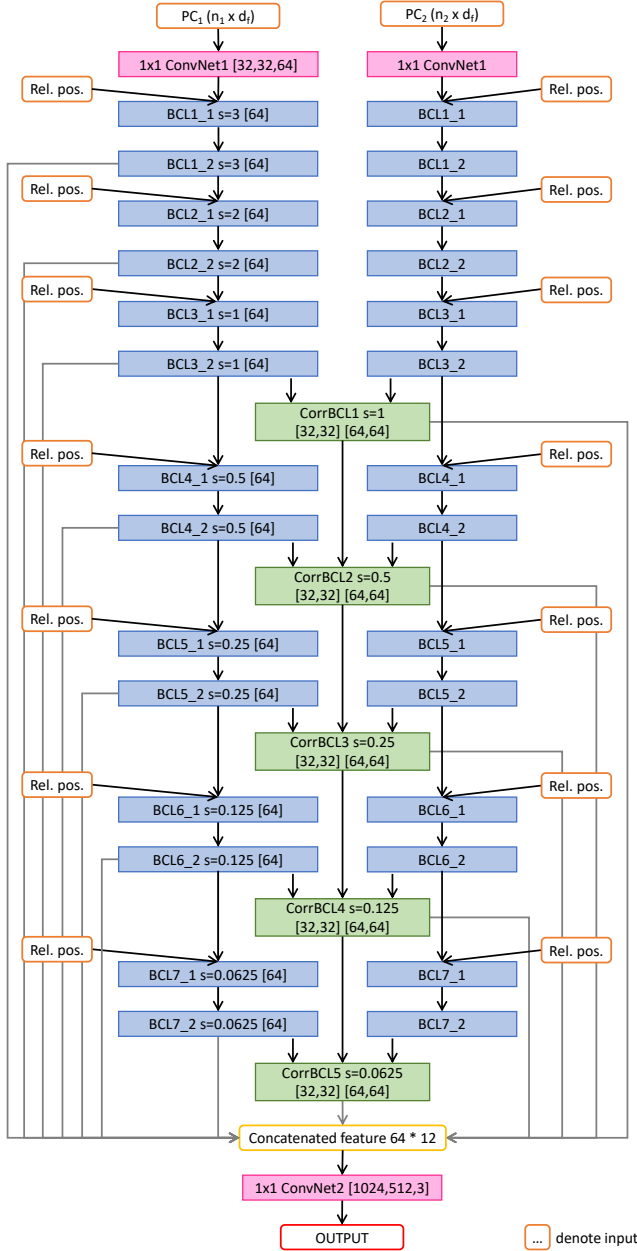 PC₁ (n₁ x d_f)
PC₂ (n₂ x d_f)
1x1 ConvNet1 [32,32,64]
1x1 ConvNet1
Rel. pos.
Rel. pos.
BCL1_1 s=3 [64]
BCL1_1
BCL1_2 s=3 [64]
BCL1_2
Rel. pos.
Rel. pos.
BCL2_1 s=2 [64]
BCL2_1
BCL2_2 s=2 [64]
BCL2_2
Rel. pos.
Rel. pos.
BCL3_1 s=1 [64]
BCL3_1
BCL3_2 s=1 [64]
BCL3_2
CorrBCL1 s=1
[32,32] [64,64]
Rel. pos.
Rel. pos.
BCL4_1 s=0.5 [64]
BCL4_1
BCL4_2 s=0.5 [64]
BCL4_2
CorrBCL2 s=0.5
[32,32] [64,64]
Rel. pos.
Rel. pos.
BCL5_1 s=0.25 [64]
BCL5_1
BCL5_2 s=0.25 [64]
BCL5_2
CorrBCL3 s=0.25
[32,32] [64,64]
Rel. pos.
Rel. pos.
BCL6_1 s=0.125 [64]
BCL6_1
BCL6_2 s=0.125 [64]
BCL6_2
CorrBCL4 s=0.125
[32,32] [64,64]
Rel. pos.
Rel. pos.
BCL7_1 s=0.0625 [64]
BCL7_1
BCL7_2 s=0.0625 [64]
BCL7_2
CorrBCL5 s=0.0625
[32,32] [64,64]
Concatenated feature 64 * 12
1x1 ConvNet2 [1024,512,3]
OUTPUT
... denote input